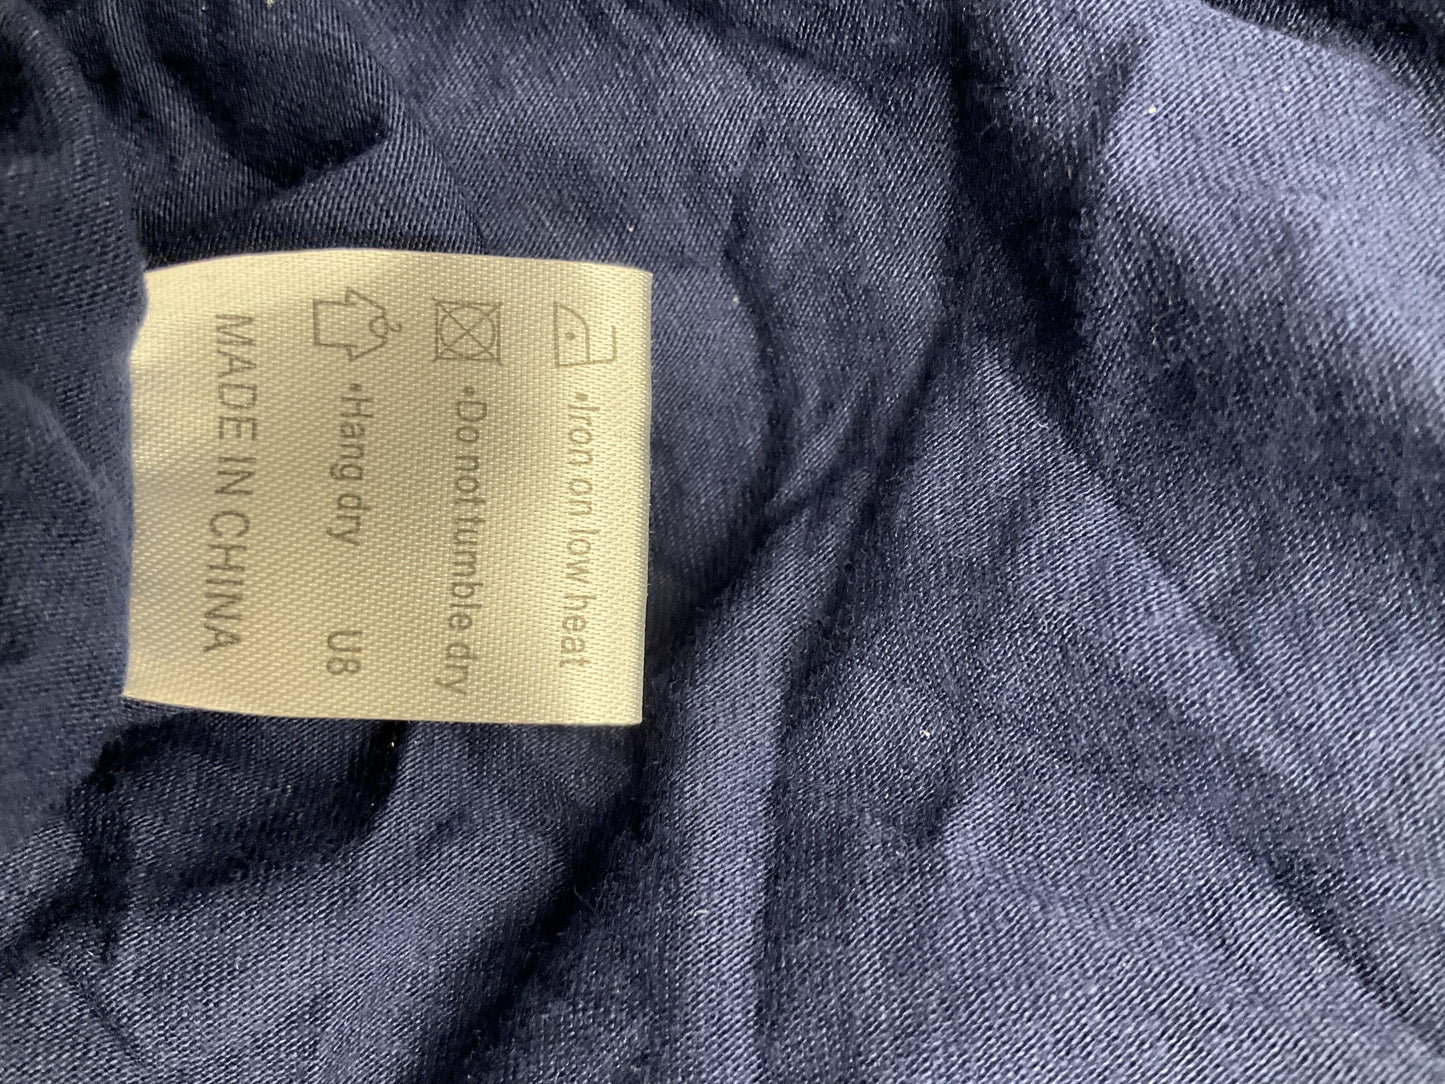 •Iron on low heat
•Do not tumble dry
•Hang dry U8
MADE IN CHINA